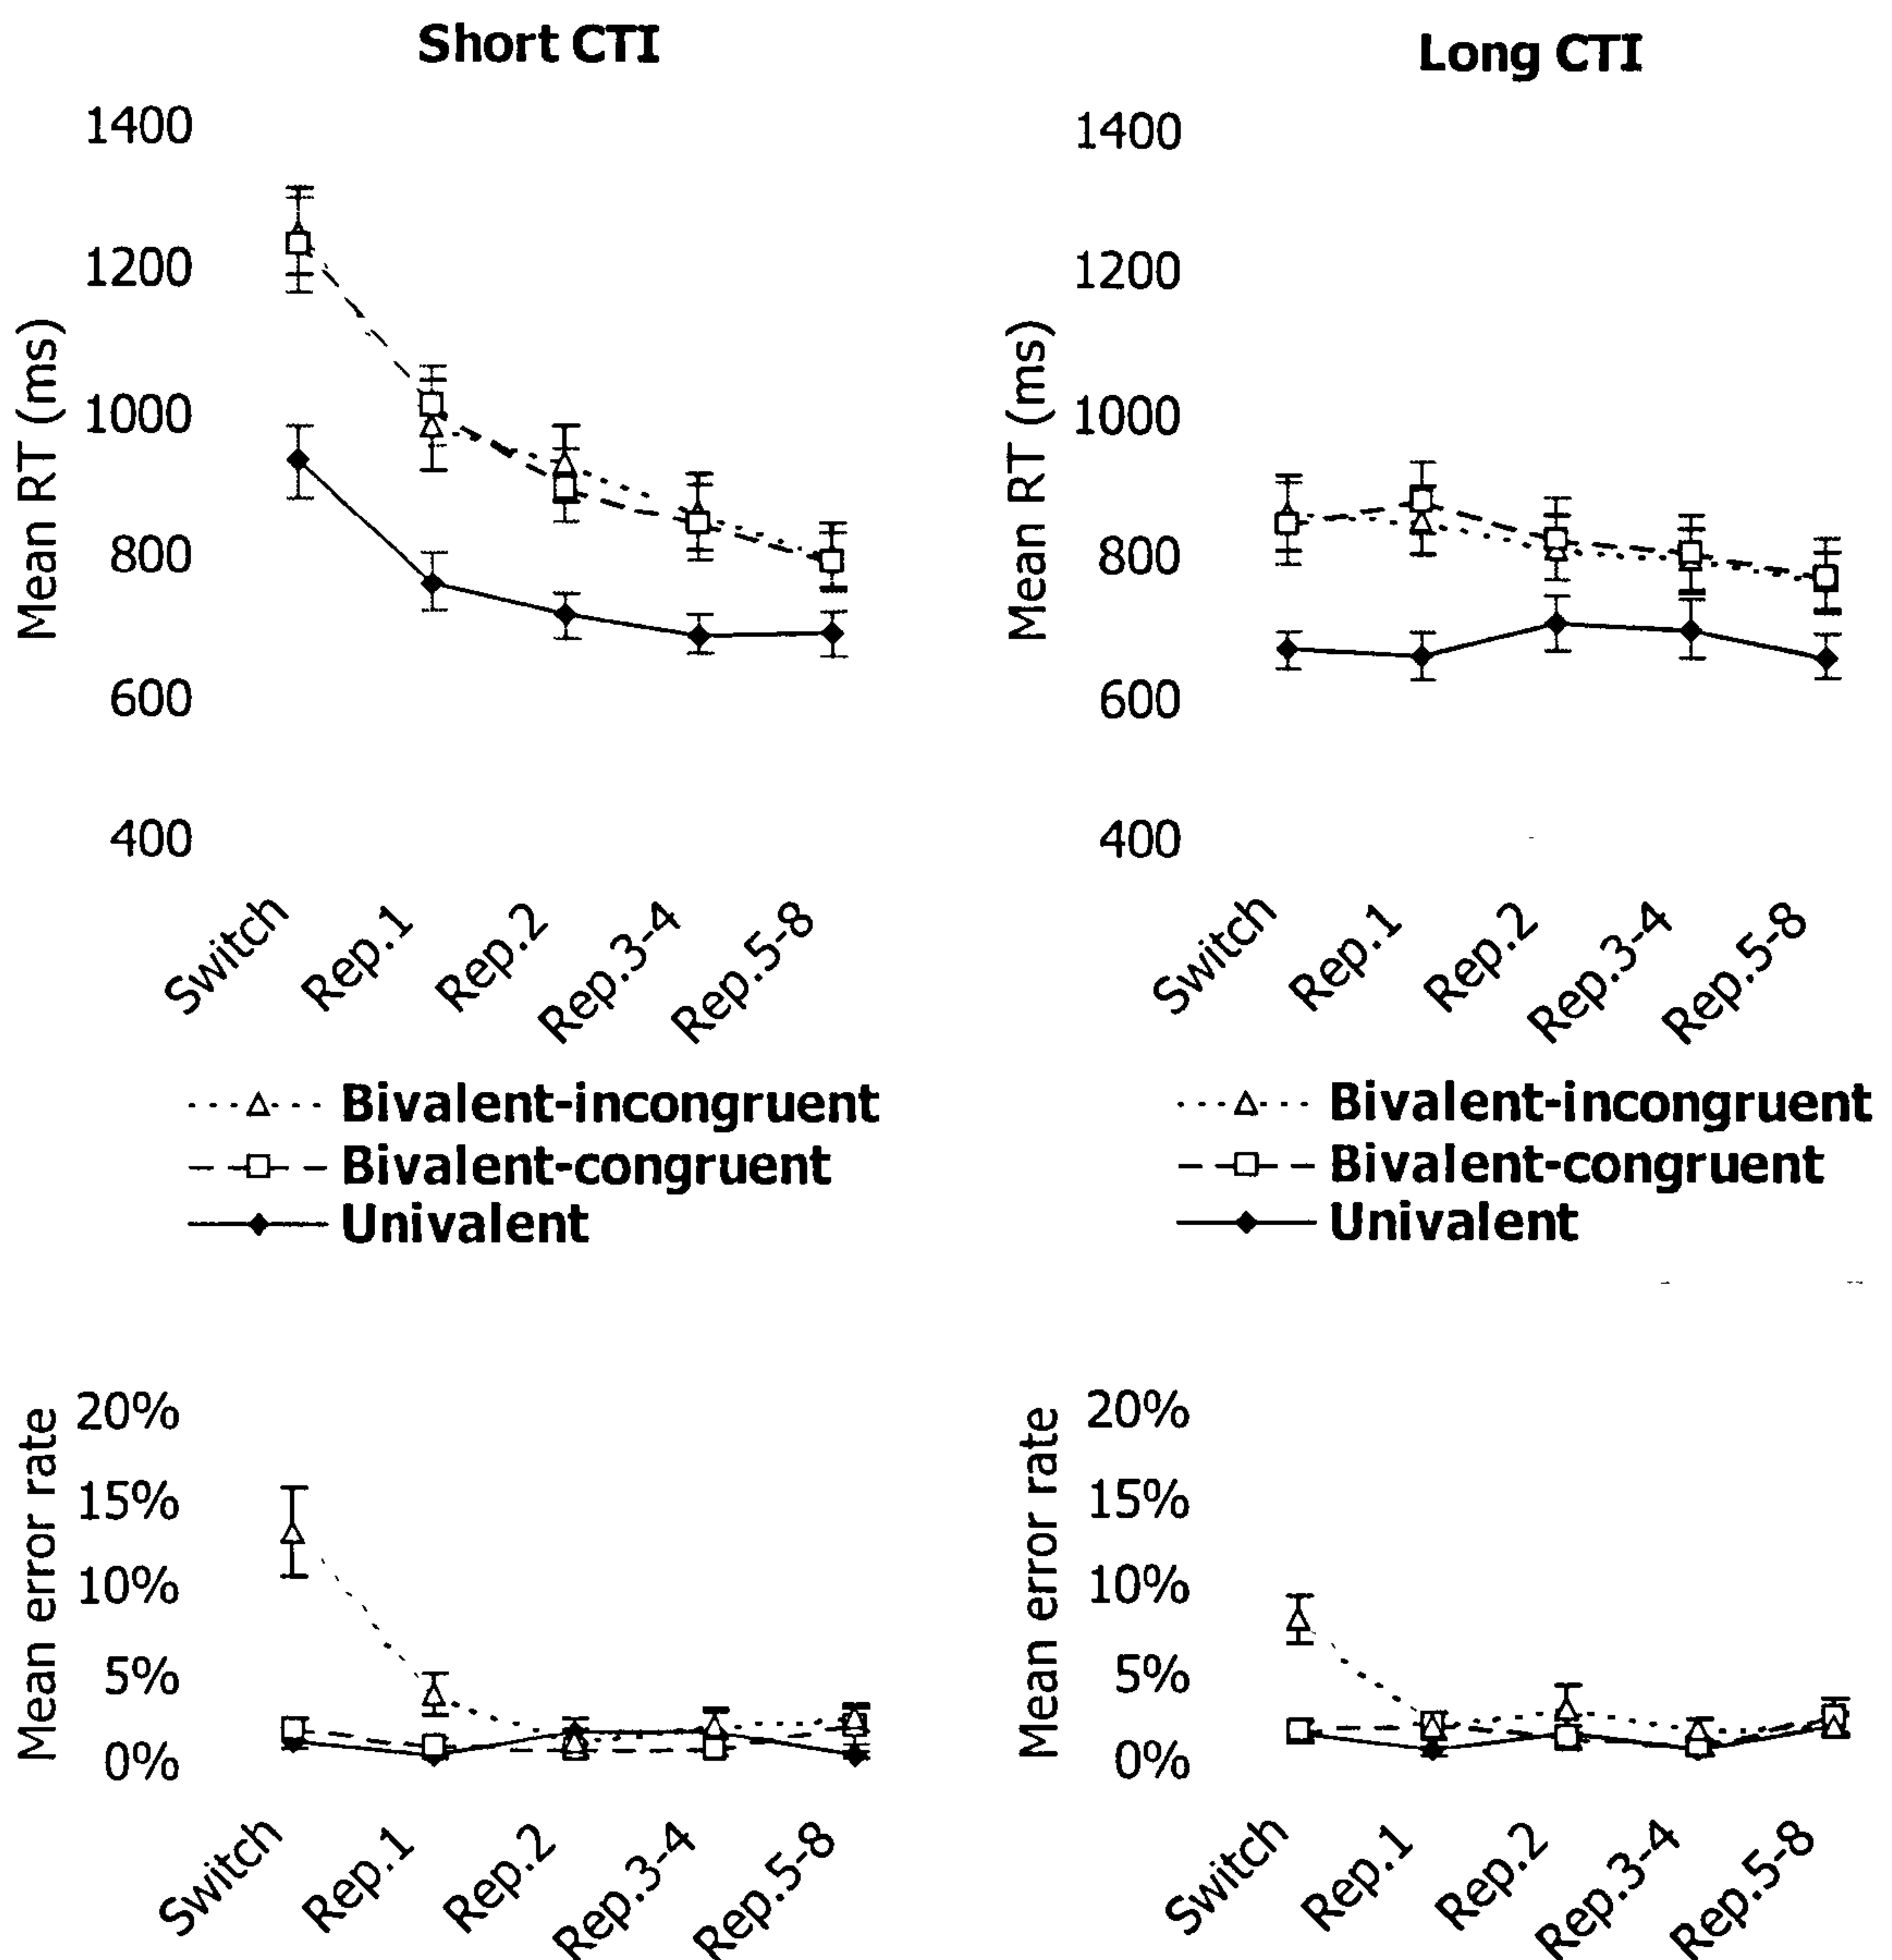 Short CTI
Mean RT (ms)
1400
1200
1000
800
600
400
Switch
Rep.1
Rep.2
Rep.3-4
Rep.5-8
Bivalent-incongruent
Bivalent-congruent
Univalent
Long CTI
Mean RT (ms)
1400
1200
1000
800
600
400
Switch
Rep.1
Rep.2
Rep.3-4
Rep.5-8
Bivalent-incongruent
Bivalent-congruent
Univalent
Mean error rate
20%
15%
10%
5%
0%
Switch
Rep.1
Rep.2
Rep.3-4
Rep.5-8
Mean error rate
20%
15%
10%
5%
0%
Switch
Rep.1
Rep.2
Rep.3-4
Rep.5-8